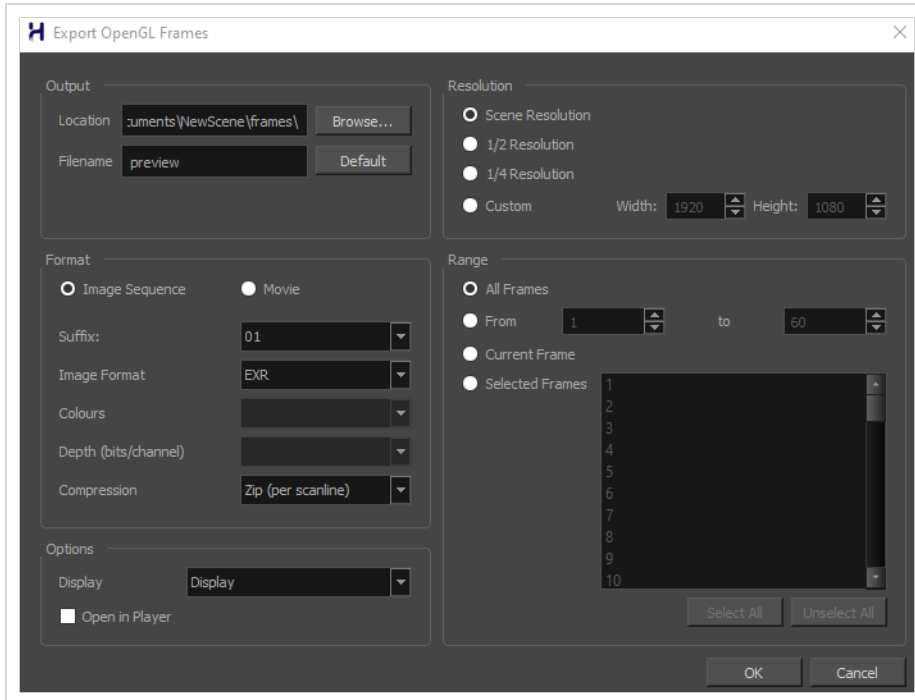 Export OpenGL Frames
Output
Location :uments\NewScene\frames\ Browse...
Filename preview Default
Resolution
Scene Resolution
1/2 Resolution
1/4 Resolution
Custom Width: 1920 Height: 1080
Format
Image Sequence Movie
Suffix: 01
Image Format EXR
Colours
Depth (bits/channel)
Compression Zip (per scanline)
Range
All Frames
From 1 to 60
Current Frame
Selected Frames 1
2
3
4
5
6
7
8
9
10
Select All Unselect All
Options
Display Display
Open in Player
OK Cancel